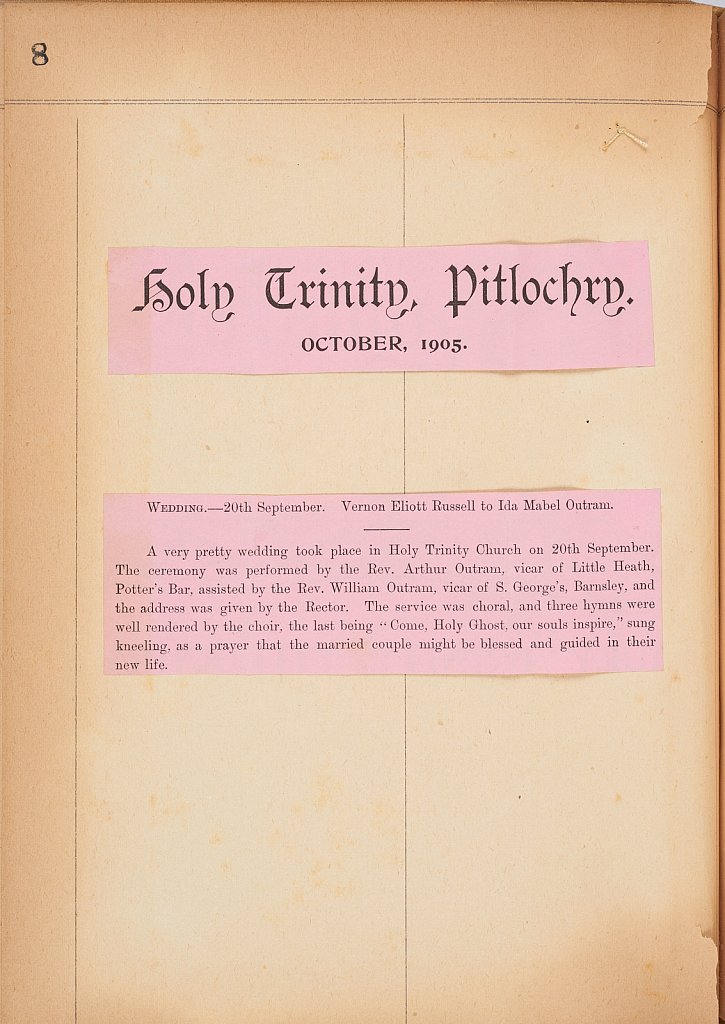 8
Holy Trinity, Pitlochry.
OCTOBER, 1905.
WEDDING.—20th September. Vernon Eliott Russell to Ida Mabel Outram.
A very pretty wedding took place in Holy Trinity Church on 20th September.
The ceremony was performed by the Rev. Arthur Outram, vicar of Little Heath,
Potter's Bar, assisted by the Rev. William Outram, vicar of S. George's, Barnsley, and
the address was given by the Rector. The service was choral, and three hymns were
well rendered by the choir, the last being “Come, Holy Ghost, our souls inspire,” sung
kneeling, as a prayer that the married couple might be blessed and guided in their
new life.